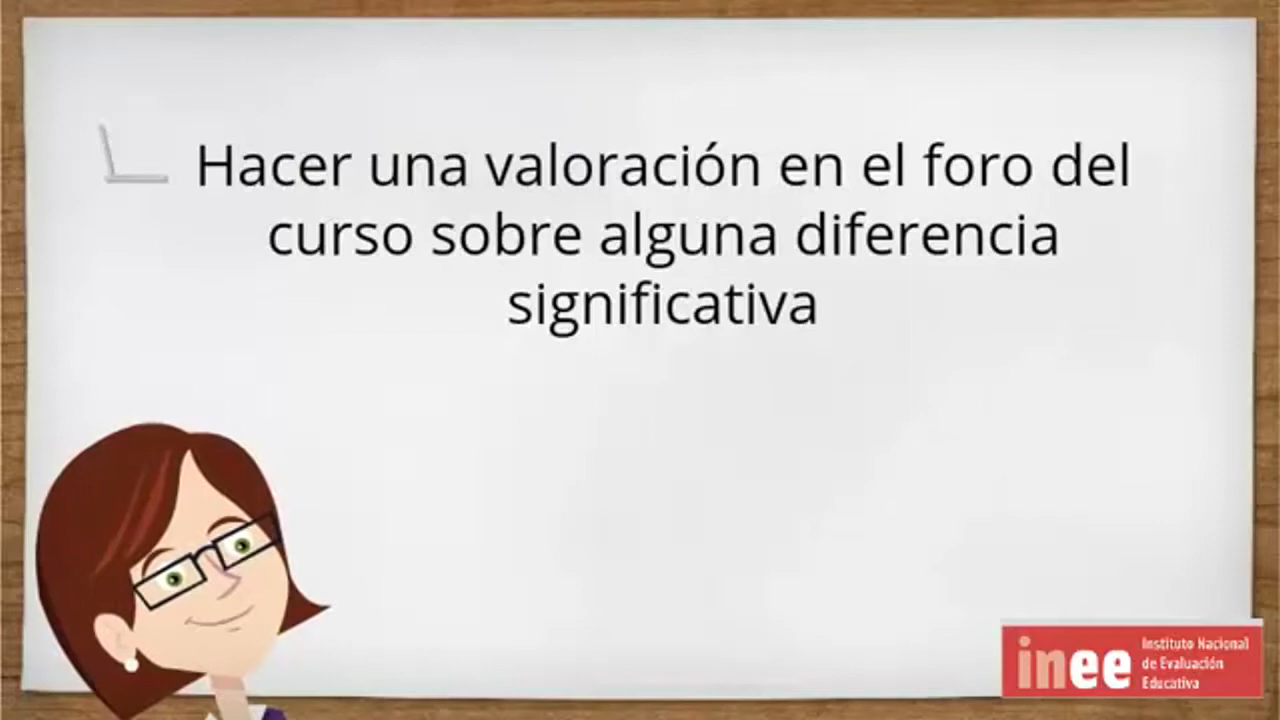 Hacer una valoración en el foro del
curso sobre alguna diferencia
significativa
inee
Instituto Nacional
de Evaluación
Educativa